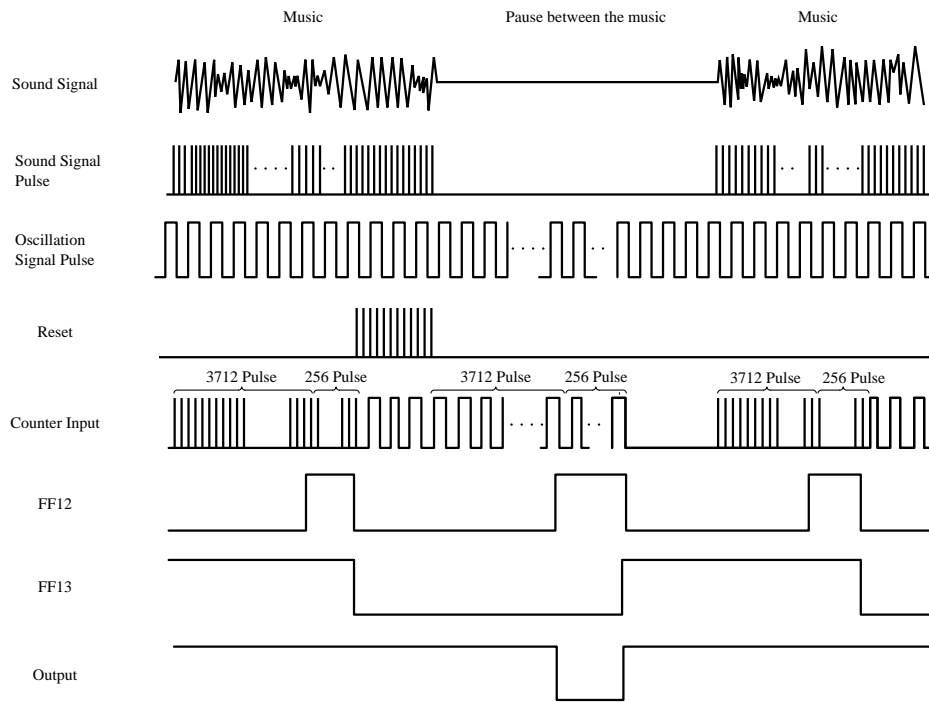 Music Pause between the music Music
Sound Signal
Sound Signal
Pulse
Oscillation
Signal Pulse
Reset
3712 Pulse 256 Pulse 3712 Pulse 256 Pulse 3712 Pulse 256 Pulse
Counter Input
FF12
FF13
Output